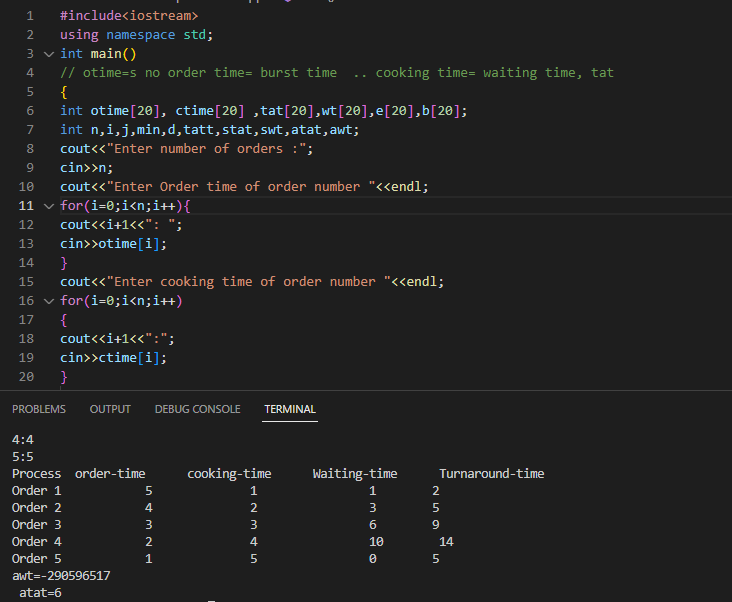 1 #include<iostream>
2 using namespace std;
3 int main()
4 // otime=s no order time= burst time  .. cooking time= waiting time, tat
5 {
6 int otime[20], ctime[20] ,tat[20],wt[20],e[20],b[20];
7 int n,i,j,min,d,tatt,stat,swt,atat,awt;
8 cout<<"Enter number of orders :";
9 cin>>n;
10 cout<<"Enter Order time of order number "<<endl;
11 for(i=0;i<n;i++){
12 cout<<i+1<<": ";
13 cin>>otime[i];
14 }
15 cout<<"Enter cooking time of order number "<<endl;
16 for(i=0;i<n;i++)
17 {
18 cout<<i+1<<":";
19 cin>>ctime[i];
20 }
PROBLEMS OUTPUT DEBUG CONSOLE TERMINAL
4:4
5:5
Process order-time cooking-time Waiting-time Turnaround-time
Order 1 5 1 1 2
Order 2 4 2 3 5
Order 3 3 3 6 9
Order 4 2 4 10 14
Order 5 1 5 0 5
awt=-290596517
atat=6